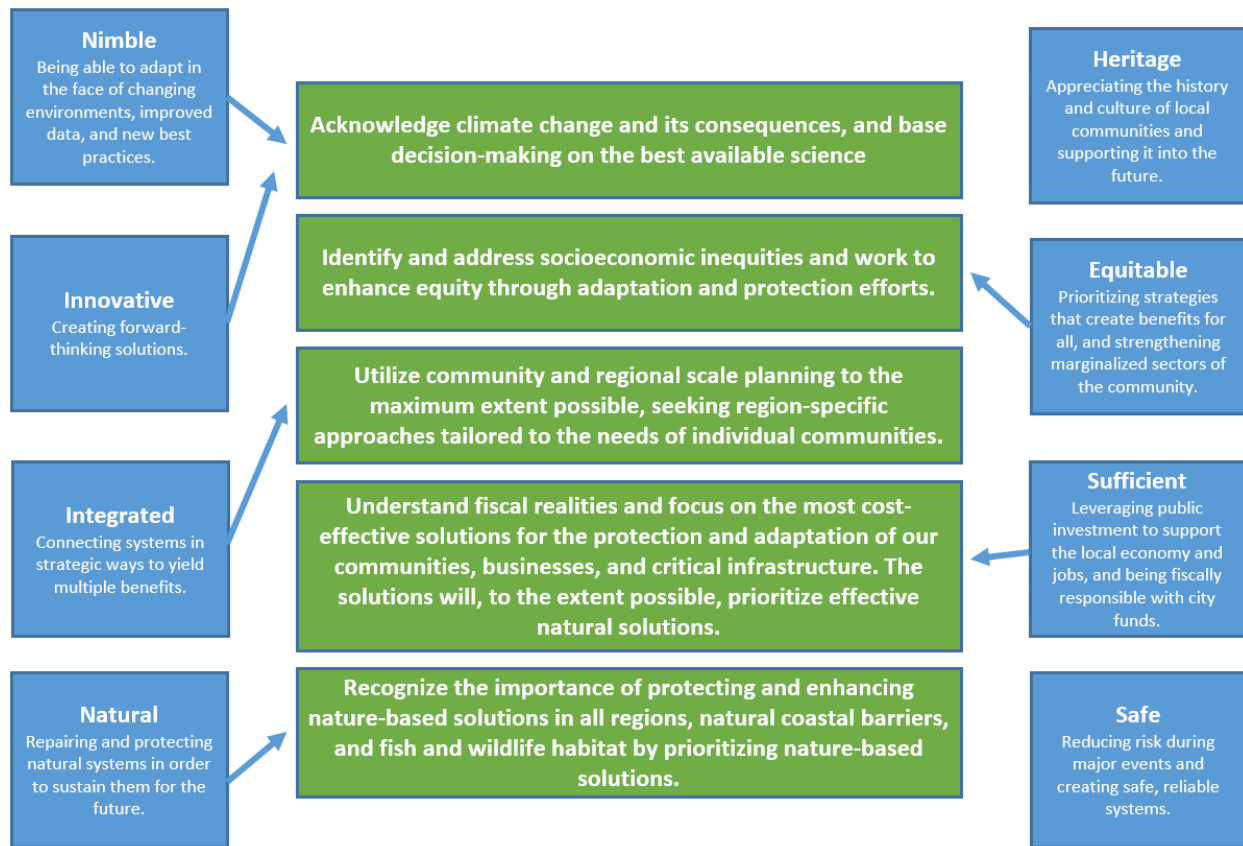 Nimble
Being able to adapt in
the face of changing
environments, improved
data, and new best
practices.
Innovative
Creating forward-
thinking solutions.
Integrated
Connecting systems in
strategic ways to yield
multiple benefits.
Natural
Repairing and protecting
natural systems in order
to sustain them for the
future.
Acknowledge climate change and its consequences, and base
decision-making on the best available science
Identify and address socioeconomic inequities and work to
enhance equity through adaptation and protection efforts.
Utilize community and regional scale planning to the
maximum extent possible, seeking region-specific
approaches tailored to the needs of individual communities.
Understand fiscal realities and focus on the most cost-
effective solutions for the protection and adaptation of our
communities, businesses, and critical infrastructure. The
solutions will, to the extent possible, prioritize effective
natural solutions.
Recognize the importance of protecting and enhancing
nature-based solutions in all regions, natural coastal barriers,
and fish and wildlife habitat by prioritizing nature-based
solutions.
Heritage
Appreciating the history
and culture of local
communities and
supporting it into the
future.
Equitable
Prioritizing strategies
that create benefits for
all, and strengthening
marginalized sectors of
the community.
Sufficient
Leveraging public
investment to support
the local economy and
jobs, and being fiscally
responsible with city
funds.
Safe
Reducing risk during
major events and
creating safe, reliable
systems.